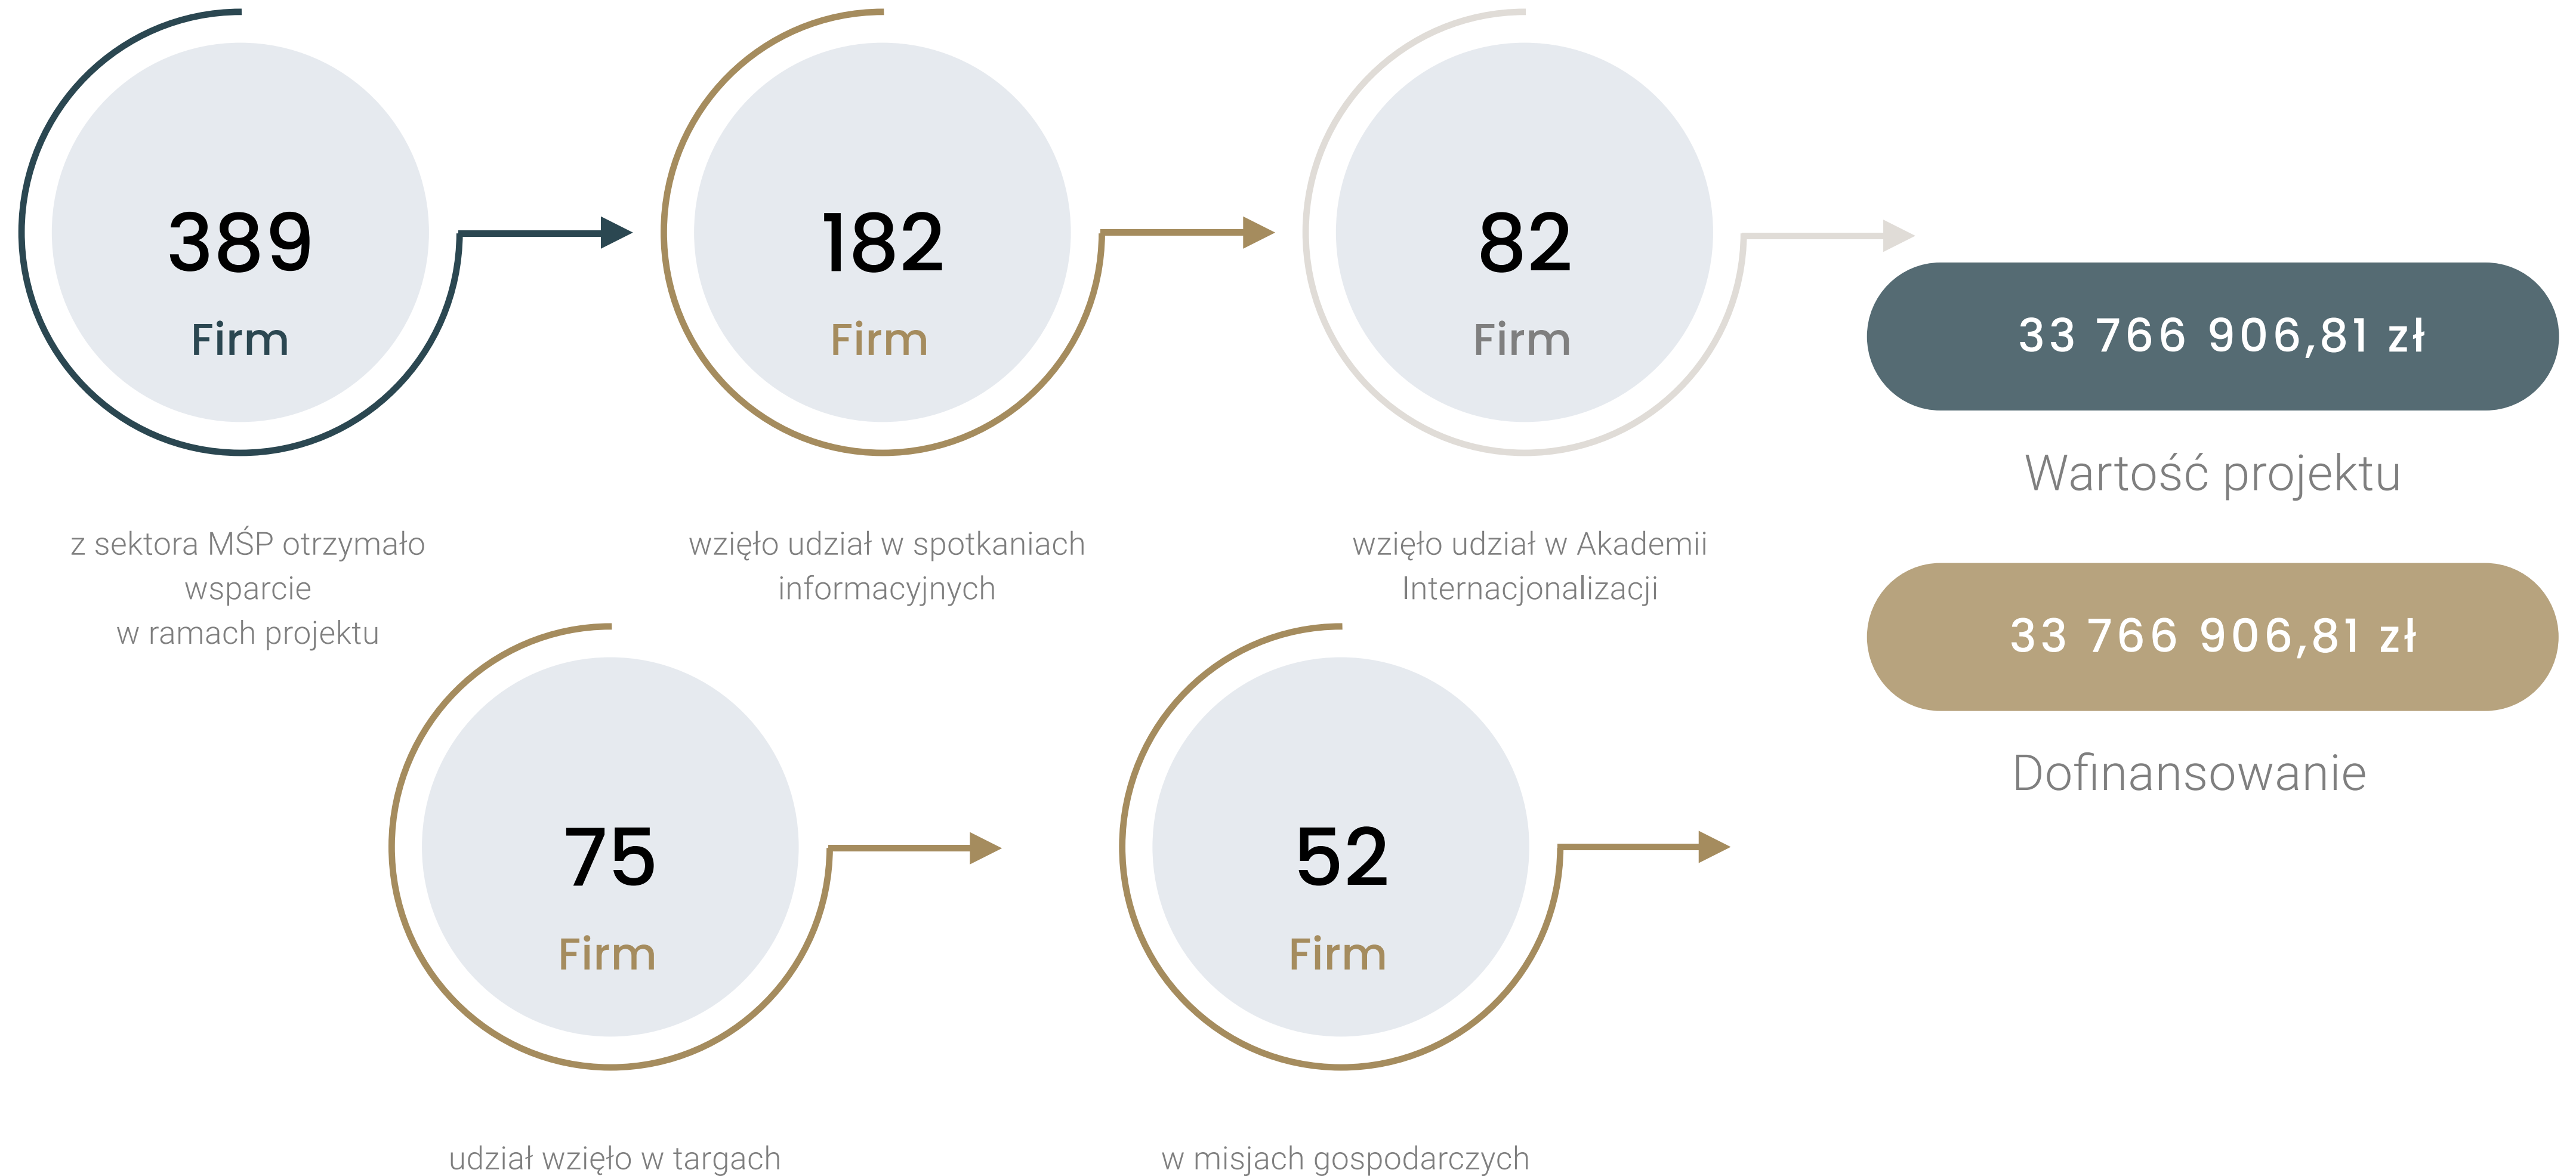 389
Firm
z sektora MŚP otrzymało
wsparcie
w ramach projektu
182
Firm
wzięło udział w spotkaniach
informacyjnych
82
Firm
wzięło udział w Akademii
Internacjonalizacji
33 766 906,81 zł
Wartość projektu
33 766 906,81 zł
Dofinansowanie
75
Firm
udział wzięło w targach
52
Firm
w misjach gospodarczych